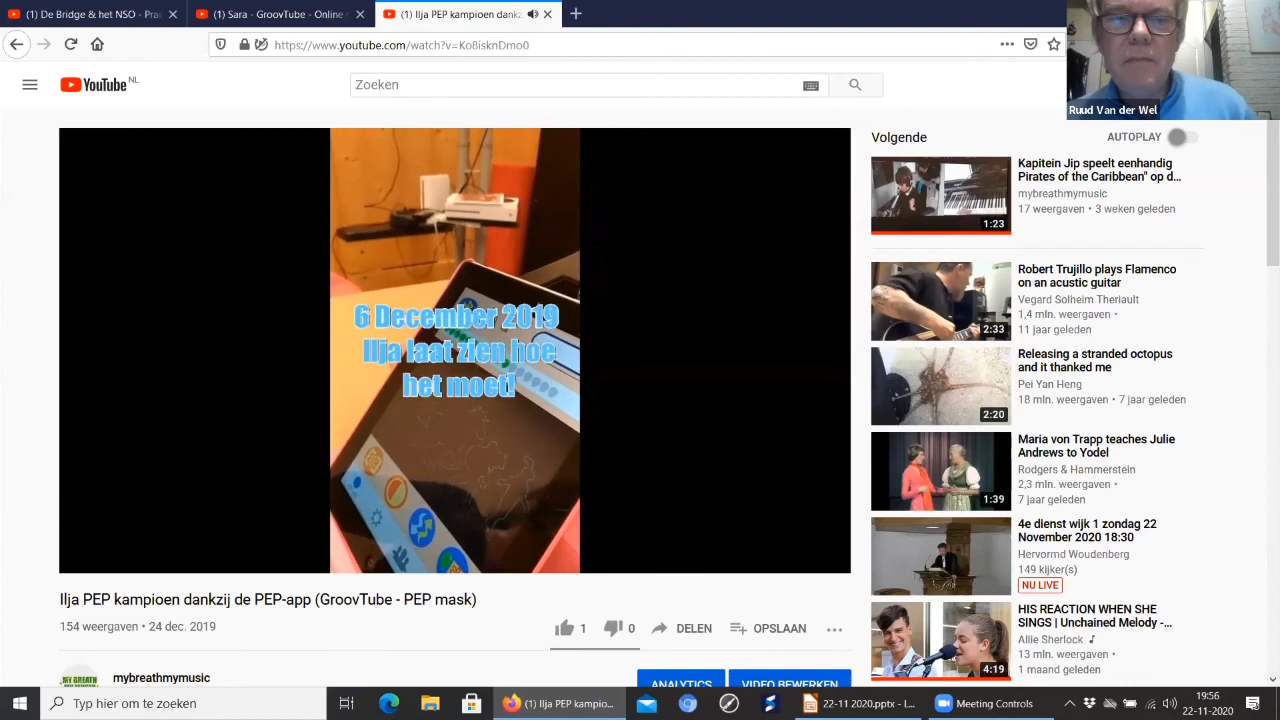 (1) De Bridge & het NSO - Prak
(1) Sara - GroovTube - Online r
(1) Ilja PEP kampioen dankz
https://www.youtube.com/watch?v=Ko8isknDmo0
Ruud Van der Wel
YouTube NL
Zoeken
6 December 2019
Ilja laat zien hoe
het moet!
Ilja PEP kampioen dankzij de PEP-app (GroovTube - PEP mask)
154 weergaven • 24 dec. 2019
1
0
DELEN
OPSLAAN
mybreathmymusic
ANALYTICS
VIDEO BEWERKEN
Volgende
AUTOPLAY
1:23
Kapitein Jip speelt eenhandig
Pirates of the Caribbean" op d...
mybreathmymusic
17 weergaven • 3 weken geleden
2:33
Robert Trujillo plays Flamenco
on an acustic guitar
Vegard Solheim Theriault
1,4 mln. weergaven •
11 jaar geleden
2:20
Releasing a stranded octopus
and it thanked me
Pei Yan Heng
18 mln. weergaven • 7 jaar geleden
1:39
Maria von Trapp teaches Julie
Andrews to Yodel
Rodgers & Hammerstein
2,3 mln. weergaven •
7 jaar geleden
4e dienst wijk 1 zondag 22
November 2020 18:30
Hervormd Woudenberg
149 kijker(s)
NU LIVE
4:19
HIS REACTION WHEN SHE
SINGS | Unchained Melody -...
Allie Sherlock
13 mln. weergaven •
1 maand geleden
Typ hier om te zoeken
(1) Ilja PEP kampio...
22-11 2020.pptx - L...
Meeting Controls
19:56
22-11-2020